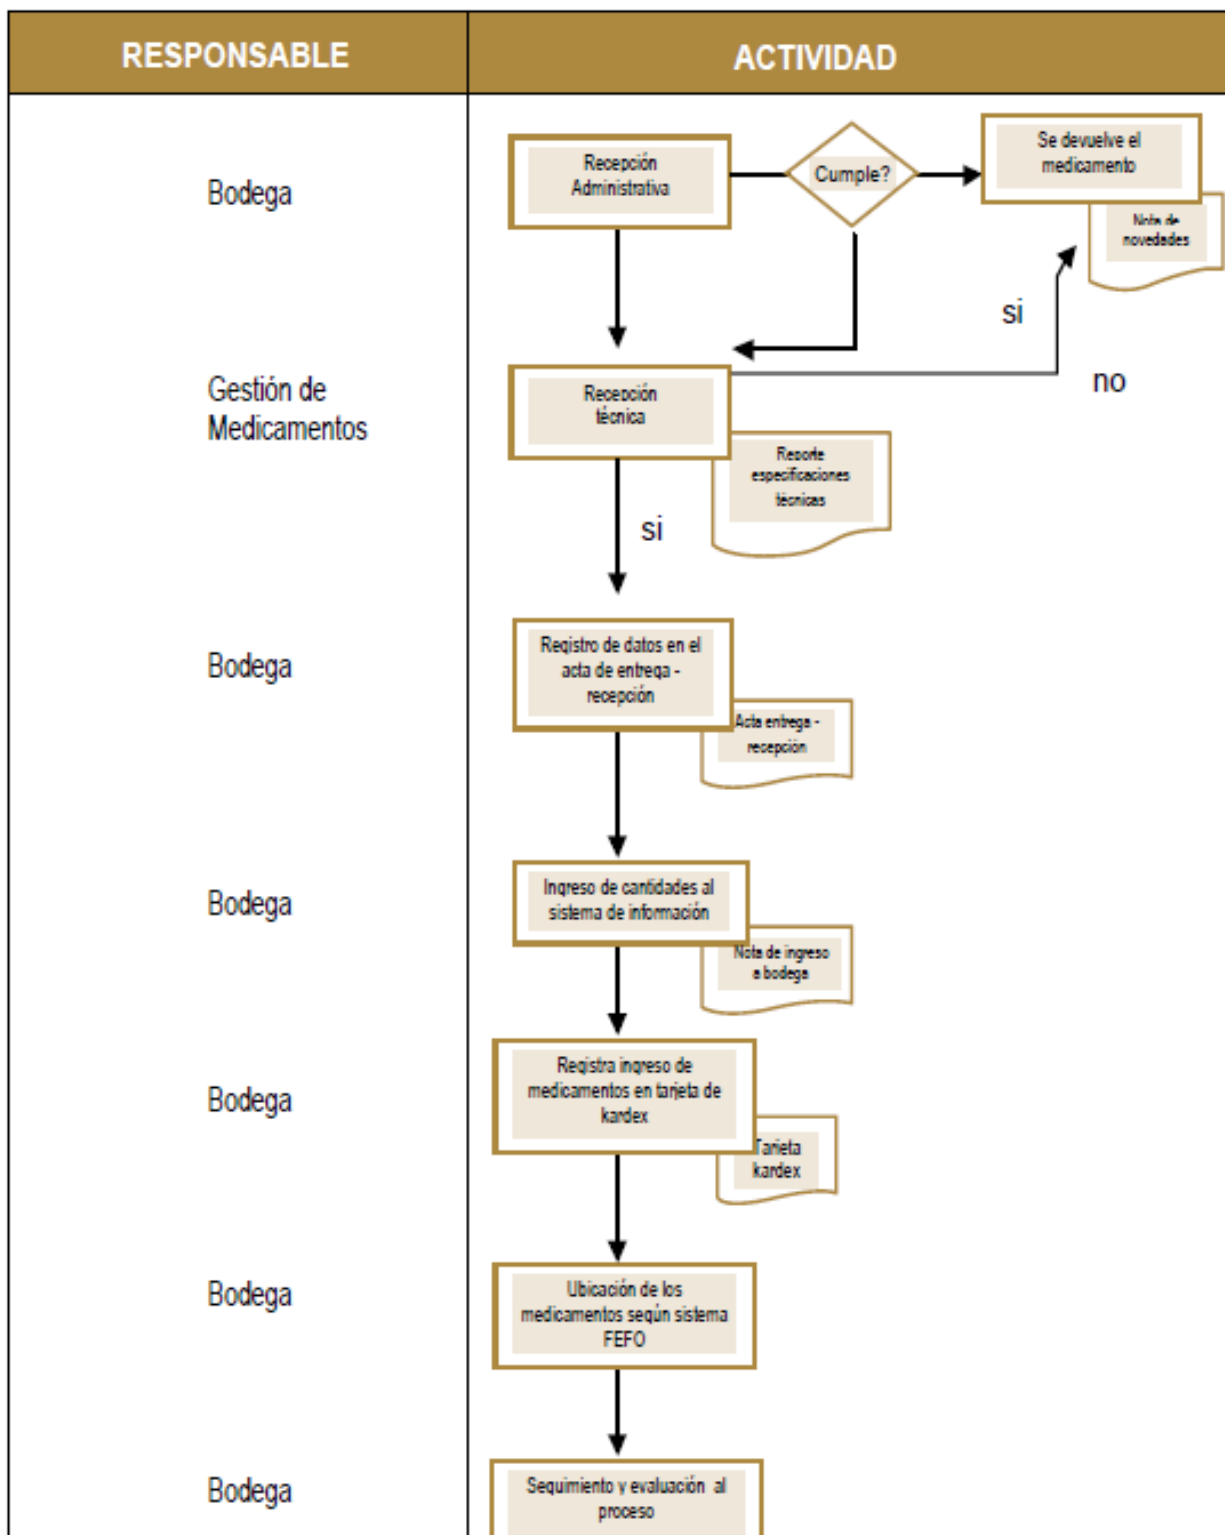 RESPONSABLE
ACTIVIDAD
Bodega
Recepción
Administrativa
Cumple?
Se devuelve el
medicamento
Nota de
novedades
si
no
Gestión de
Medicamentos
Recepción
técnica
Reporte
especificaciones
técnicas
si
Bodega
Registro de datos en el
acta de entrega -
recepción
Acta entrega -
recepción
Bodega
Ingreso de cantidades al
sistema de información
Nota de ingreso
a bodega
Bodega
Registra ingreso de
medicamentos en tarjeta de
kardex
Tarjeta
kardex
Bodega
Ubicación de los
medicamentos según sistema
FEFO
Bodega
Seguimiento y evaluación al
proceso